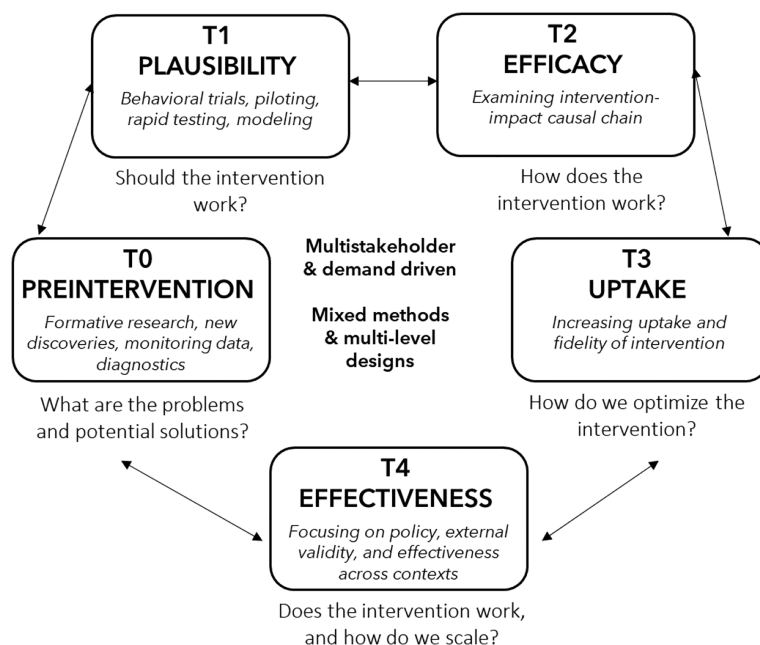 T1
PLAUSIBILITY
Behavioral trials, piloting,
rapid testing, modeling
Should the intervention
work?
T2
EFFICACY
Examining intervention-
impact causal chain
How does the
intervention work?
T0
PREINTERVENTION
Formative research, new
discoveries, monitoring data,
diagnostics
What are the problems
and potential solutions?
Multistakeholder
& demand driven
Mixed methods
& multi-level
designs
T3
UPTAKE
Increasing uptake and
fidelity of intervention
How do we optimize the
intervention?
T4
EFFECTIVENESS
Focusing on policy, external
validity, and effectiveness
across contexts
Does the intervention work,
and how do we scale?